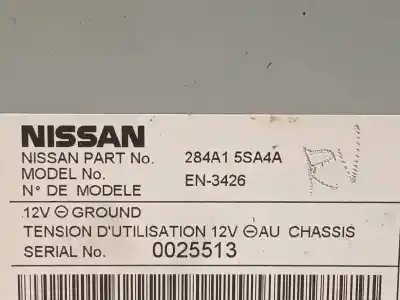 NISSAN
NISSAN PART No. 284A1 5SA4A
MODEL No.
N° DE MODELE EN-3426
12V ⊖ GROUND
TENSION D'UTILISATION 12V ⊖ AU CHASSIS
SERIAL No. 0025513